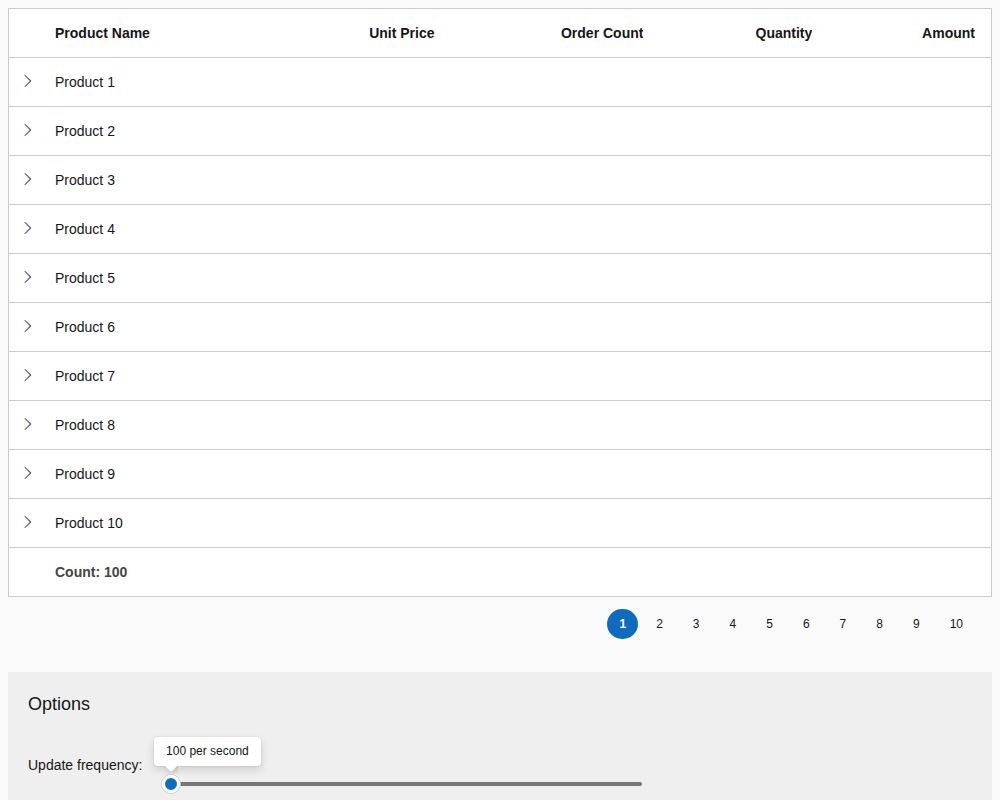 Product Name Unit Price Order Count Quantity Amount
Product 1
Product 2
Product 3
Product 4
Product 5
Product 6
Product 7
Product 8
Product 9
Product 10
Count: 100
1 2 3 4 5 6 7 8 9 10
Options
100 per second
Update frequency: